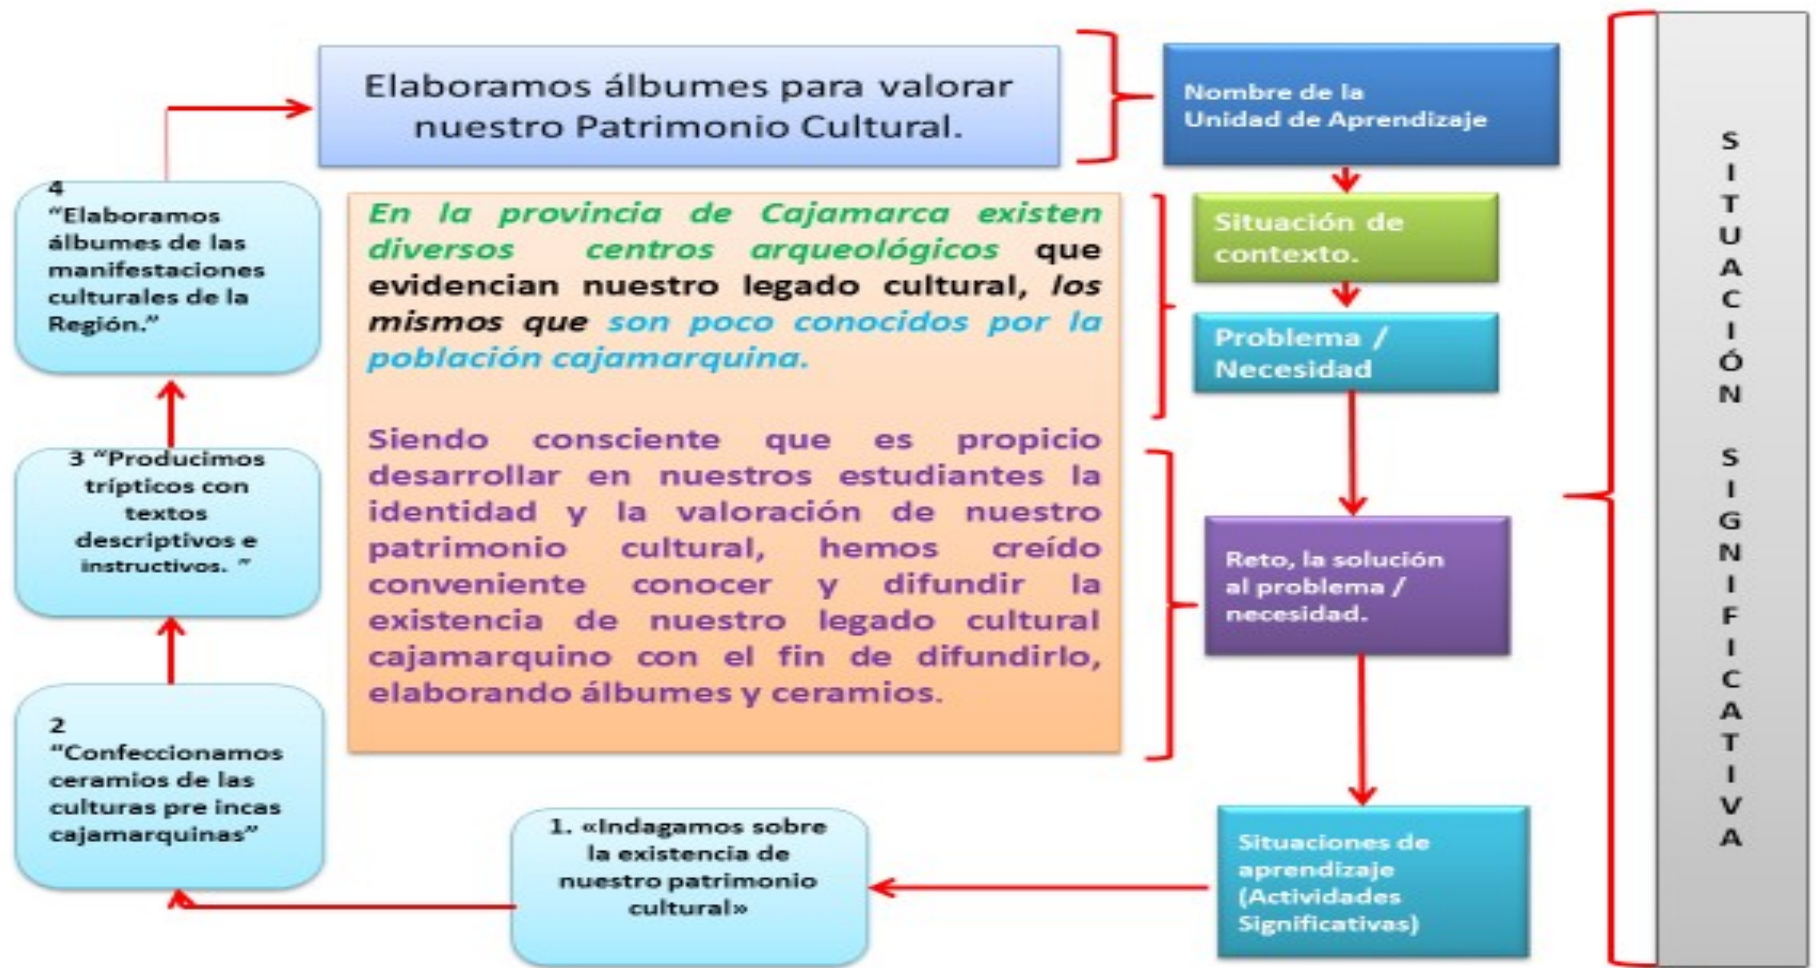 Elaboramos álbumes para valorar
nuestro Patrimonio Cultural.
Nombre de la
Unidad de Aprendizaje
4
“Elaboramos
álbumes de las
manifestaciones
culturales de la
Región.”
En la provincia de Cajamarca existen
diversos centros arqueológicos que
evidencian nuestro legado cultural, los
mismos que son poco conocidos por la
población cajamarquina.
Situación de
contexto.
Problema /
Necesidad
3 “Producimos
trípticos con
textos
descriptivos e
instructivos. ”
Siendo consciente que es propicio
desarrollar en nuestros estudiantes la
identidad y la valoración de nuestro
patrimonio cultural, hemos creído
conveniente conocer y difundir la
existencia de nuestro legado cultural
cajamarquino con el fin de difundirlo,
elaborando álbumes y ceramios.
Reto, la solución
al problema /
necesidad.
2
“Confeccionamos
ceramios de las
culturas pre incas
cajamarquinas”
1. «Indagamos sobre
la existencia de
nuestro patrimonio
cultural»
Situaciones de
aprendizaje
(Actividades
Significativas)
SITUACIÓN SIGNIFICATIVA